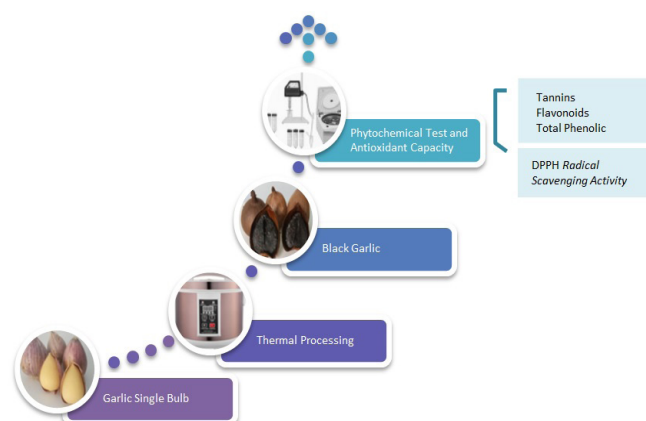 Tannins
Flavonoids
Total Phenolic
Phytochemical Test and
Antioxidant Capacity
DPPH Radical
Scavenging Activity
Black Garlic
Thermal Processing
Garlic Single Bulb